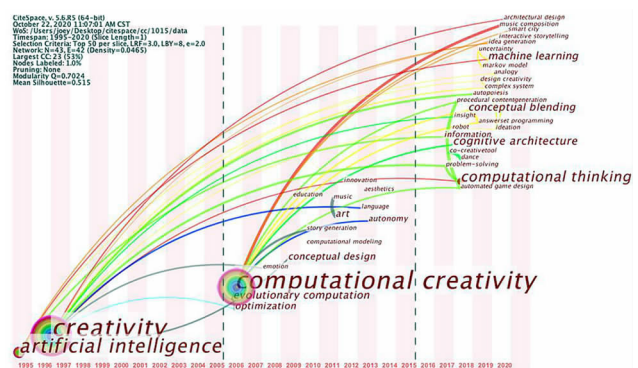 CiteSpace, v. 5.6.R5 (64-bit)
October 22, 2020 11:07:01 AM CST
WoS: /Users/joey/Desktop/citespace/cc/1015/data
Timespan: 1995-2020 (Slice Length=1)
Selection Criteria: Top 50 per slice, LRF=3.0, LBY=8, e=2.0
Network: N=43, E=42 (Density=0.0465)
Largest CC: 23 (53%)
Nodes Labeled: 1.0%
Pruning: None
Modularity Q=0.7024
Mean Silhouette=0.515
architectural design
music composition
smart city
interactive storytelling
idea generation
uncertainty
machine learning
markov model
analogy
design creativity
complex system
autopoiesis
procedural contentgeneration
conceptual blending
insight
answerset programming
robot
ideation
information
cognitive architecture
co-creativetool
dance
problem-solving
computational thinking
automated game design
innovation
aesthetics
education
music
language
art
autonomy
story generation
computational modeling
conceptual design
emotion
computational creativity
evolutionary computation
optimization
creativity
artificial intelligence
1995 1996 1997 1998 1999 2000 2001 2002 2003 2004 2005 2006 2007 2008 2009 2010 2011 2012 2013 2014 2015 2016 2017 2018 2019 2020